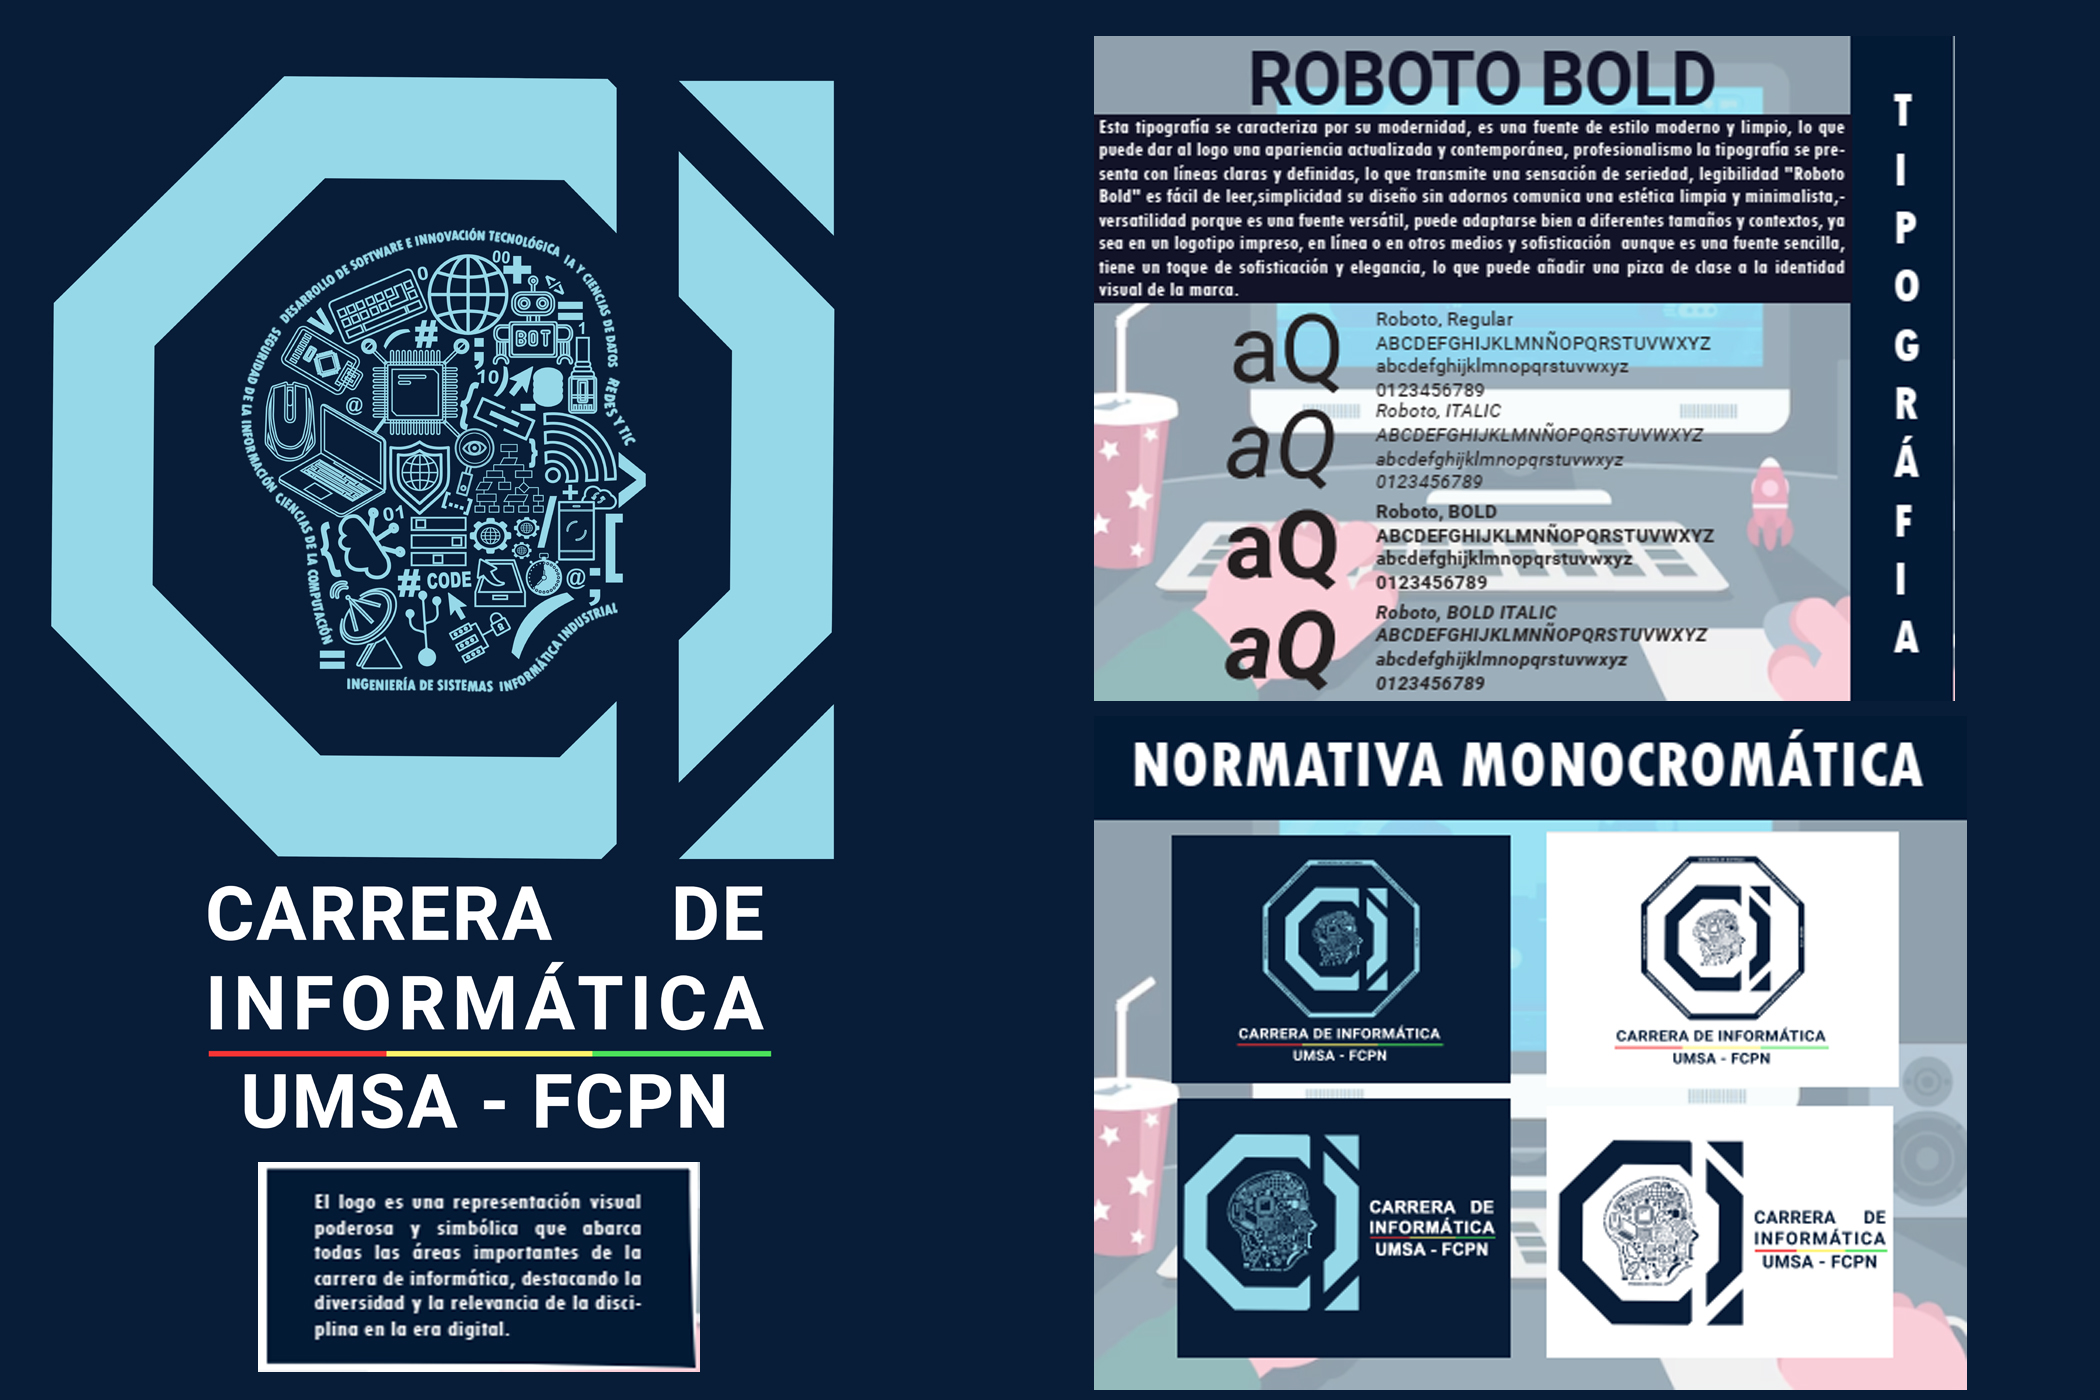 SEGURIDAD DE LA INFORMACIÓN
DESARROLLO DE SOFTWARE E INNOVACIÓN TECNOLÓGICA
IA Y CIENCIAS DE DATOS
REDES Y TIC
CIENCIAS DE LA COMPUTACIÓN
INGENIERÍA DE SISTEMAS
INFORMÁTICA INDUSTRIAL
0
00
#
BOT
1
10
@
01
# CODE
@
CARRERA DE
INFORMÁTICA
UMSA - FCPN
El logo es una representación visual
poderosa y simbólica que abarca
todas las áreas importantes de la
carrera de informática, destacando la
diversidad y la relevancia de la disci-
plina en la era digital.
ROBOTO BOLD
Esta tipografía se caracteriza por su modernidad, es una fuente de estilo moderno y limpio, lo que
puede dar al logo una apariencia actualizada y contemporánea, profesionalismo la tipografía se pre-
senta con líneas claras y definidas, lo que transmite una sensación de seriedad, legibilidad "Roboto
Bold" es fácil de leer,simplicidad su diseño sin adornos comunica una estética limpia y minimalista,-
versatilidad porque es una fuente versátil, puede adaptarse bien a diferentes tamaños y contextos, ya
sea en un logotipo impreso, en línea o en otros medios y sofisticación aunque es una fuente sencilla,
tiene un toque de sofisticación y elegancia, lo que puede añadir una pizca de clase a la identidad
visual de la marca.
aQ
Roboto, Regular
ABCDEFGHIJKLMNÑOPQRSTUVWXYZ
abcdefghijklmnopqrstuvwxyz
0123456789
aQ
Roboto, ITALIC
ABCDEFGHIJKLMNÑOPQRSTUVWXYZ
abcdefghijklmnopqrstuvwxyz
0123456789
aQ
Roboto, BOLD
ABCDEFGHIJKLMNÑOPQRSTUVWXYZ
abcdefghijklmnopqrstuvwxyz
0123456789
aQ
Roboto, BOLD ITALIC
ABCDEFGHIJKLMNÑOPQRSTUVWXYZ
abcdefghijklmnopqrstuvwxyz
0123456789
TIPOGRÁFIA
NORMATIVA MONOCROMÁTICA
CARRERA DE INFORMÁTICA
UMSA - FCPN
CARRERA DE INFORMÁTICA
UMSA - FCPN
CARRERA DE
INFORMÁTICA
UMSA - FCPN
CARRERA DE
INFORMÁTICA
UMSA - FCPN